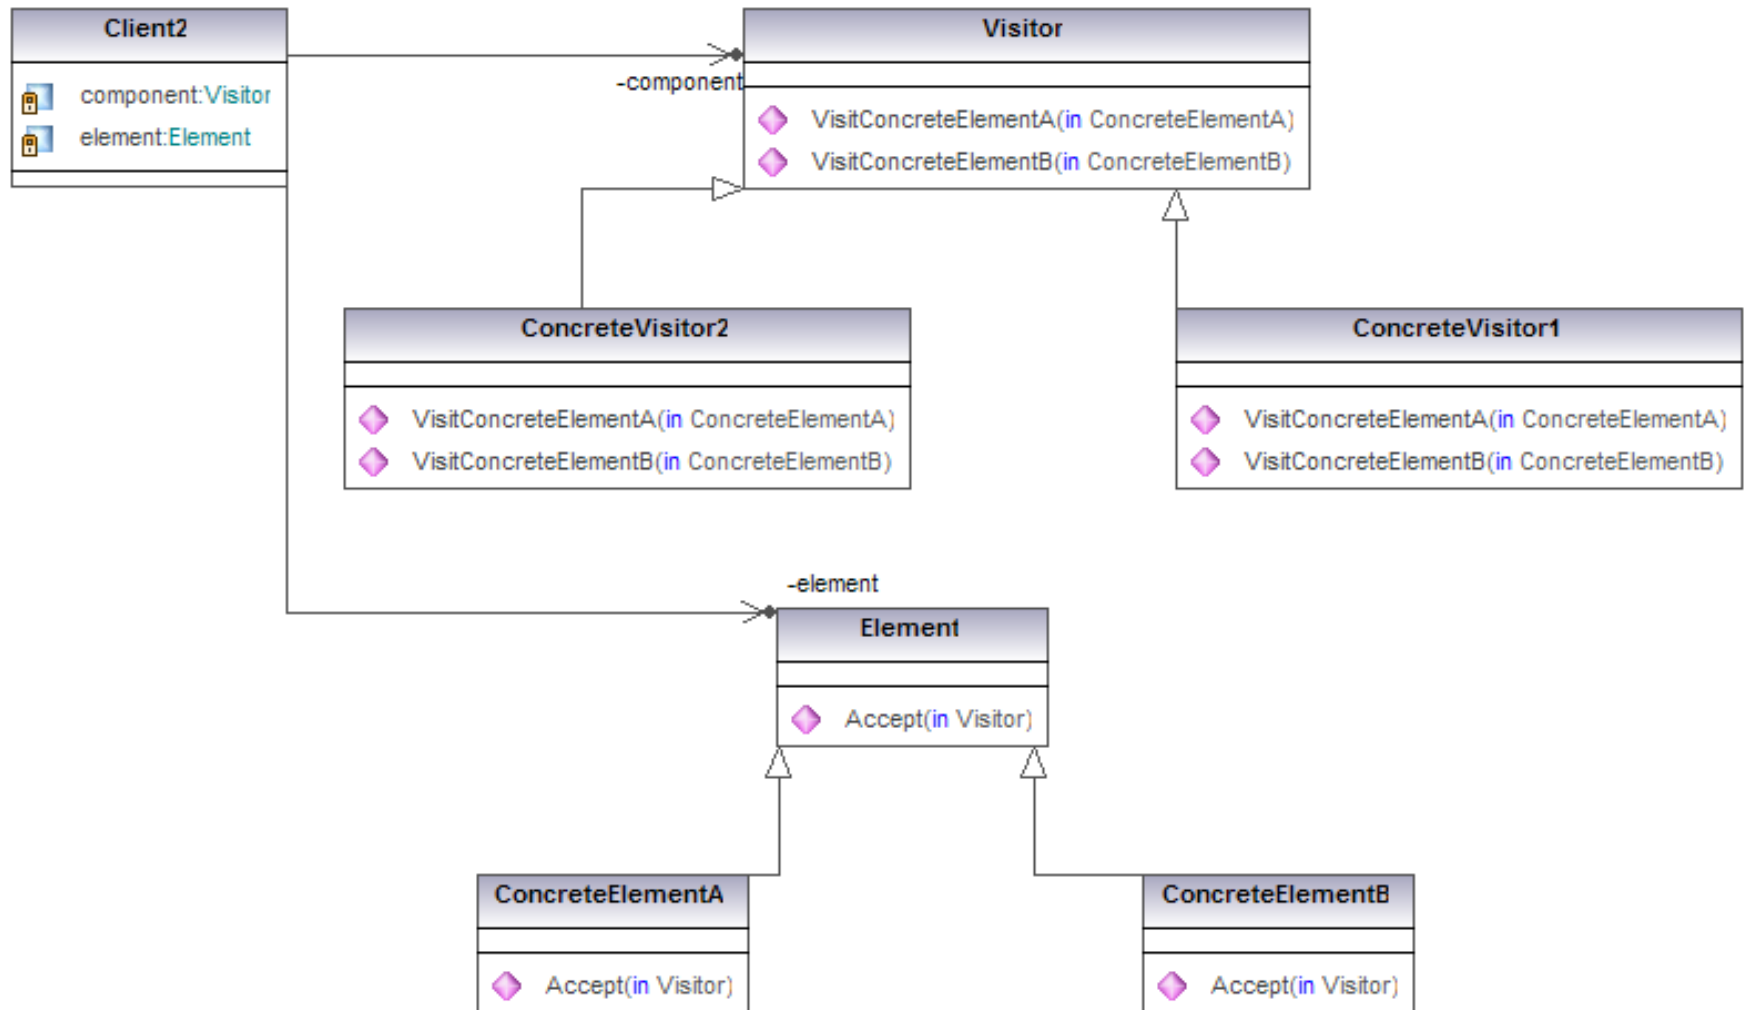 Client2
component:Visitor
element:Element
Visitor
-component
VisitConcreteElementA(in ConcreteElementA)
VisitConcreteElementB(in ConcreteElementB)
ConcreteVisitor2
VisitConcreteElementA(in ConcreteElementA)
VisitConcreteElementB(in ConcreteElementB)
ConcreteVisitor1
VisitConcreteElementA(in ConcreteElementA)
VisitConcreteElementB(in ConcreteElementB)
-element
Element
Accept(in Visitor)
ConcreteElementA
Accept(in Visitor)
ConcreteElementB
Accept(in Visitor)